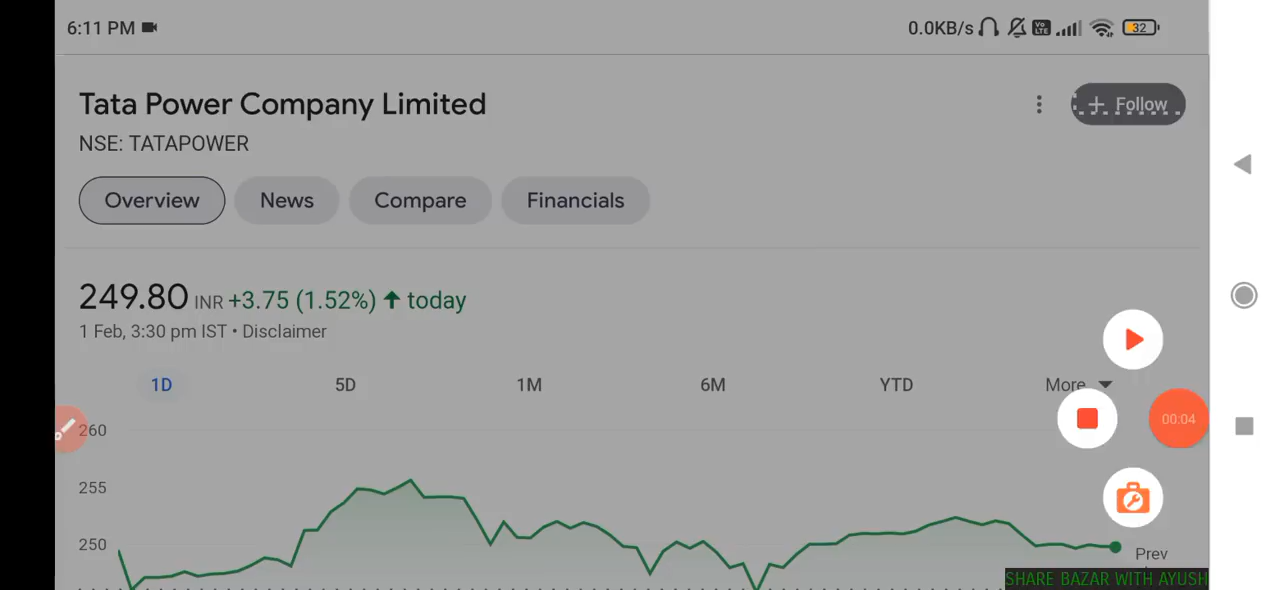 6:11 PM
0.0KB/s
Vo
LTE
32
Tata Power Company Limited
+ Follow
NSE: TATAPOWER
Overview
News
Compare
Financials
249.80 INR +3.75 (1.52%) ↑ today
1 Feb, 3:30 pm IST • Disclaimer
1D
5D
1M
6M
YTD
More
00:04
260
255
250
Prev
SHARE BAZAR WITH AYUSH